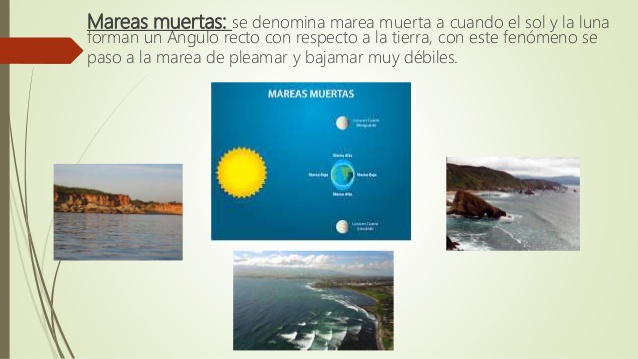 Mareas muertas: se denomina marea muerta a cuando el sol y la luna
forman un Angulo recto con respecto a la tierra, con este fenómeno se
paso a la marea de pleamar y bajamar muy débiles.
MAREAS MUERTAS
Luna en Cuarto
Menguante
Marea Alta
Marea Baja
Marea Baja
Marea Alta
Luna en Cuarto
Creciente